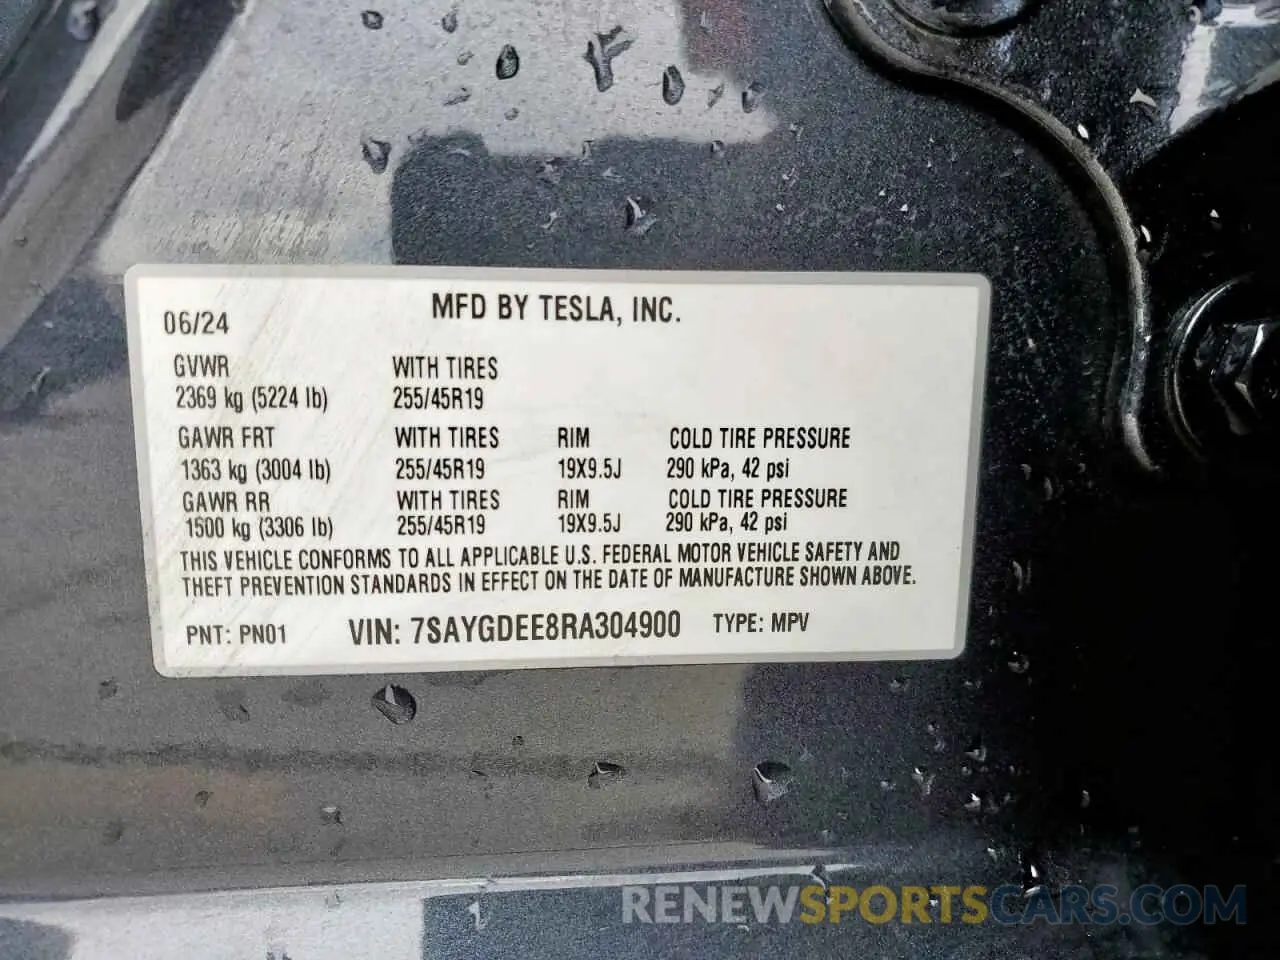 06/24 MFD BY TESLA, INC.
GVWR WITH TIRES
2369 kg (5224 lb) 255/45R19
GAWR FRT WITH TIRES RIM COLD TIRE PRESSURE
1363 kg (3004 lb) 255/45R19 19X9.5J 290 kPa, 42 psi
GAWR RR WITH TIRES RIM COLD TIRE PRESSURE
1500 kg (3306 lb) 255/45R19 19X9.5J 290 kPa, 42 psi
THIS VEHICLE CONFORMS TO ALL APPLICABLE U.S. FEDERAL MOTOR VEHICLE SAFETY AND
THEFT PREVENTION STANDARDS IN EFFECT ON THE DATE OF MANUFACTURE SHOWN ABOVE.
PNT: PN01 VIN: 7SAYGDEE8RA304900 TYPE: MPV
RENEWSPORTSCARS.COM